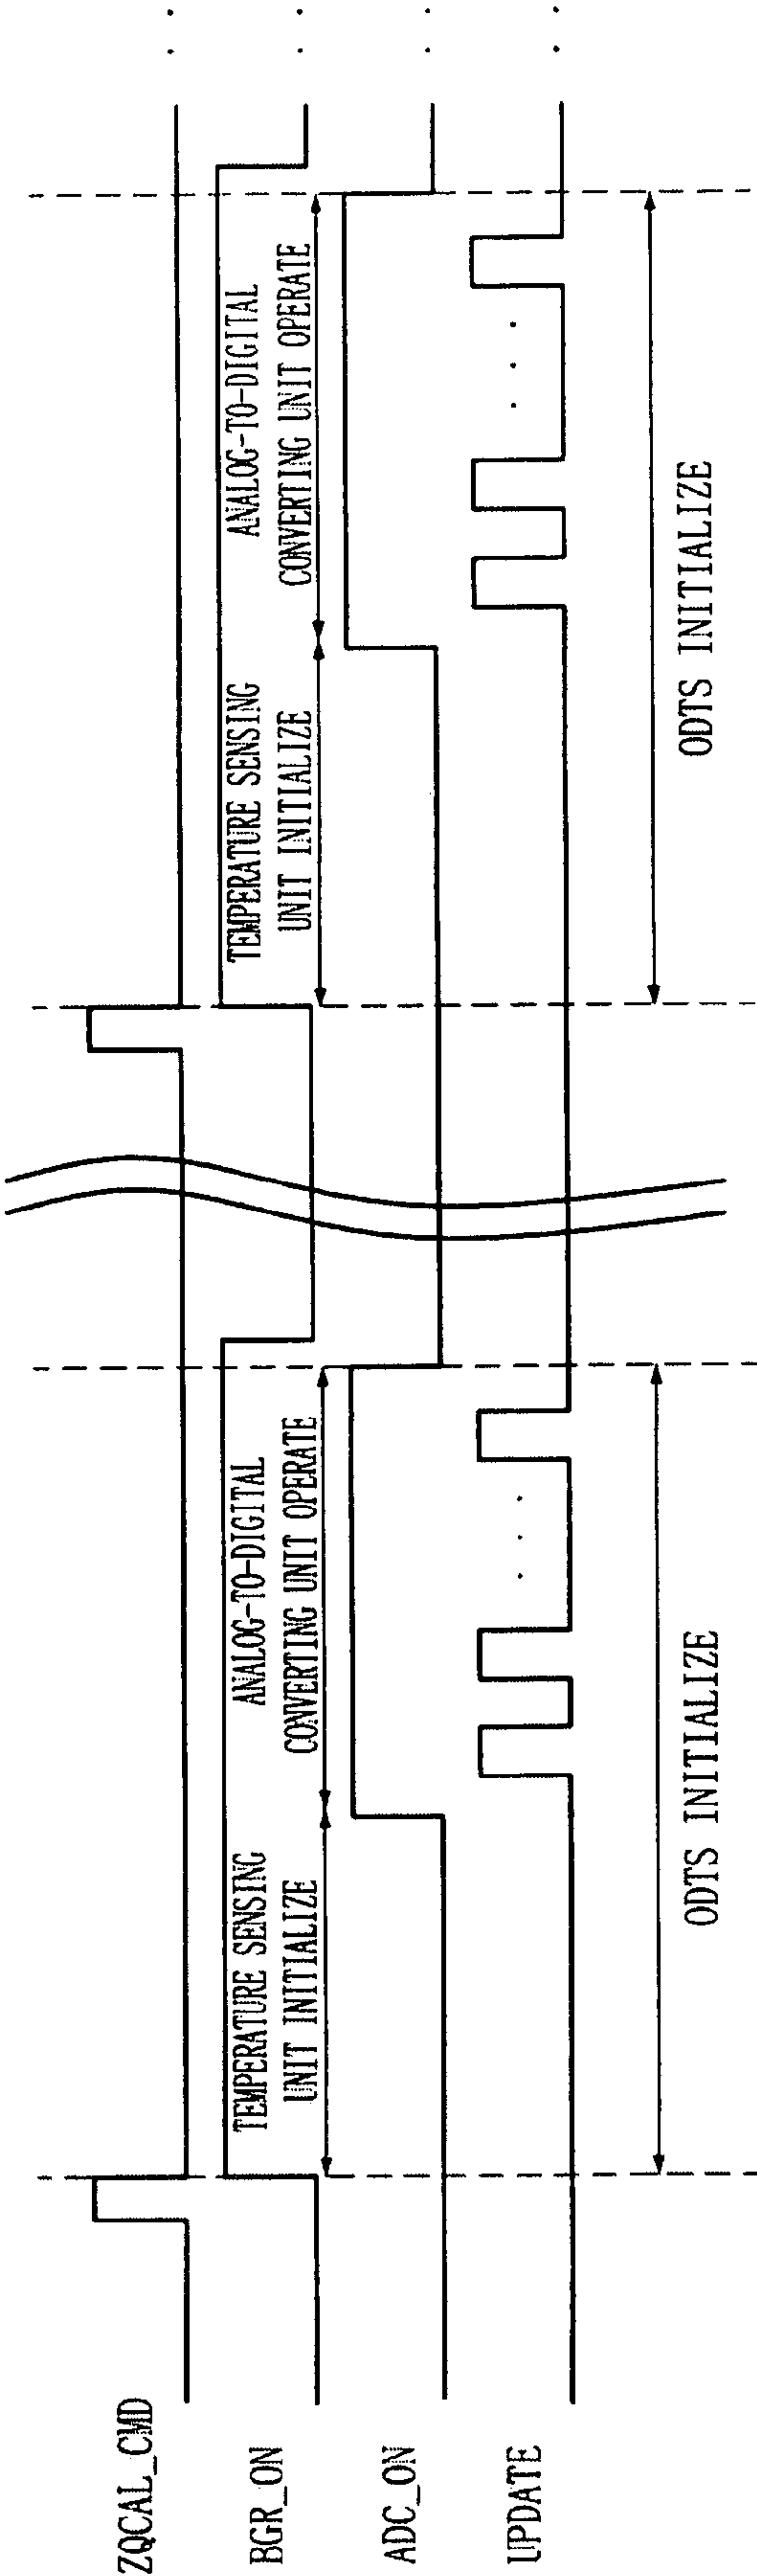 ZQCAL_CMD
BGR_ON
TEMPERATURE SENSING
UNIT INITIALIZE
ANALOG-TO-DIGITAL
CONVERTING UNIT OPERATE
TEMPERATURE SENSING
UNIT INITIALIZE
ANALOG-TO-DIGITAL
CONVERTING UNIT OPERATE
ADC_ON
UPDATE
ODTS INITIALIZE
ODTS INITIALIZE